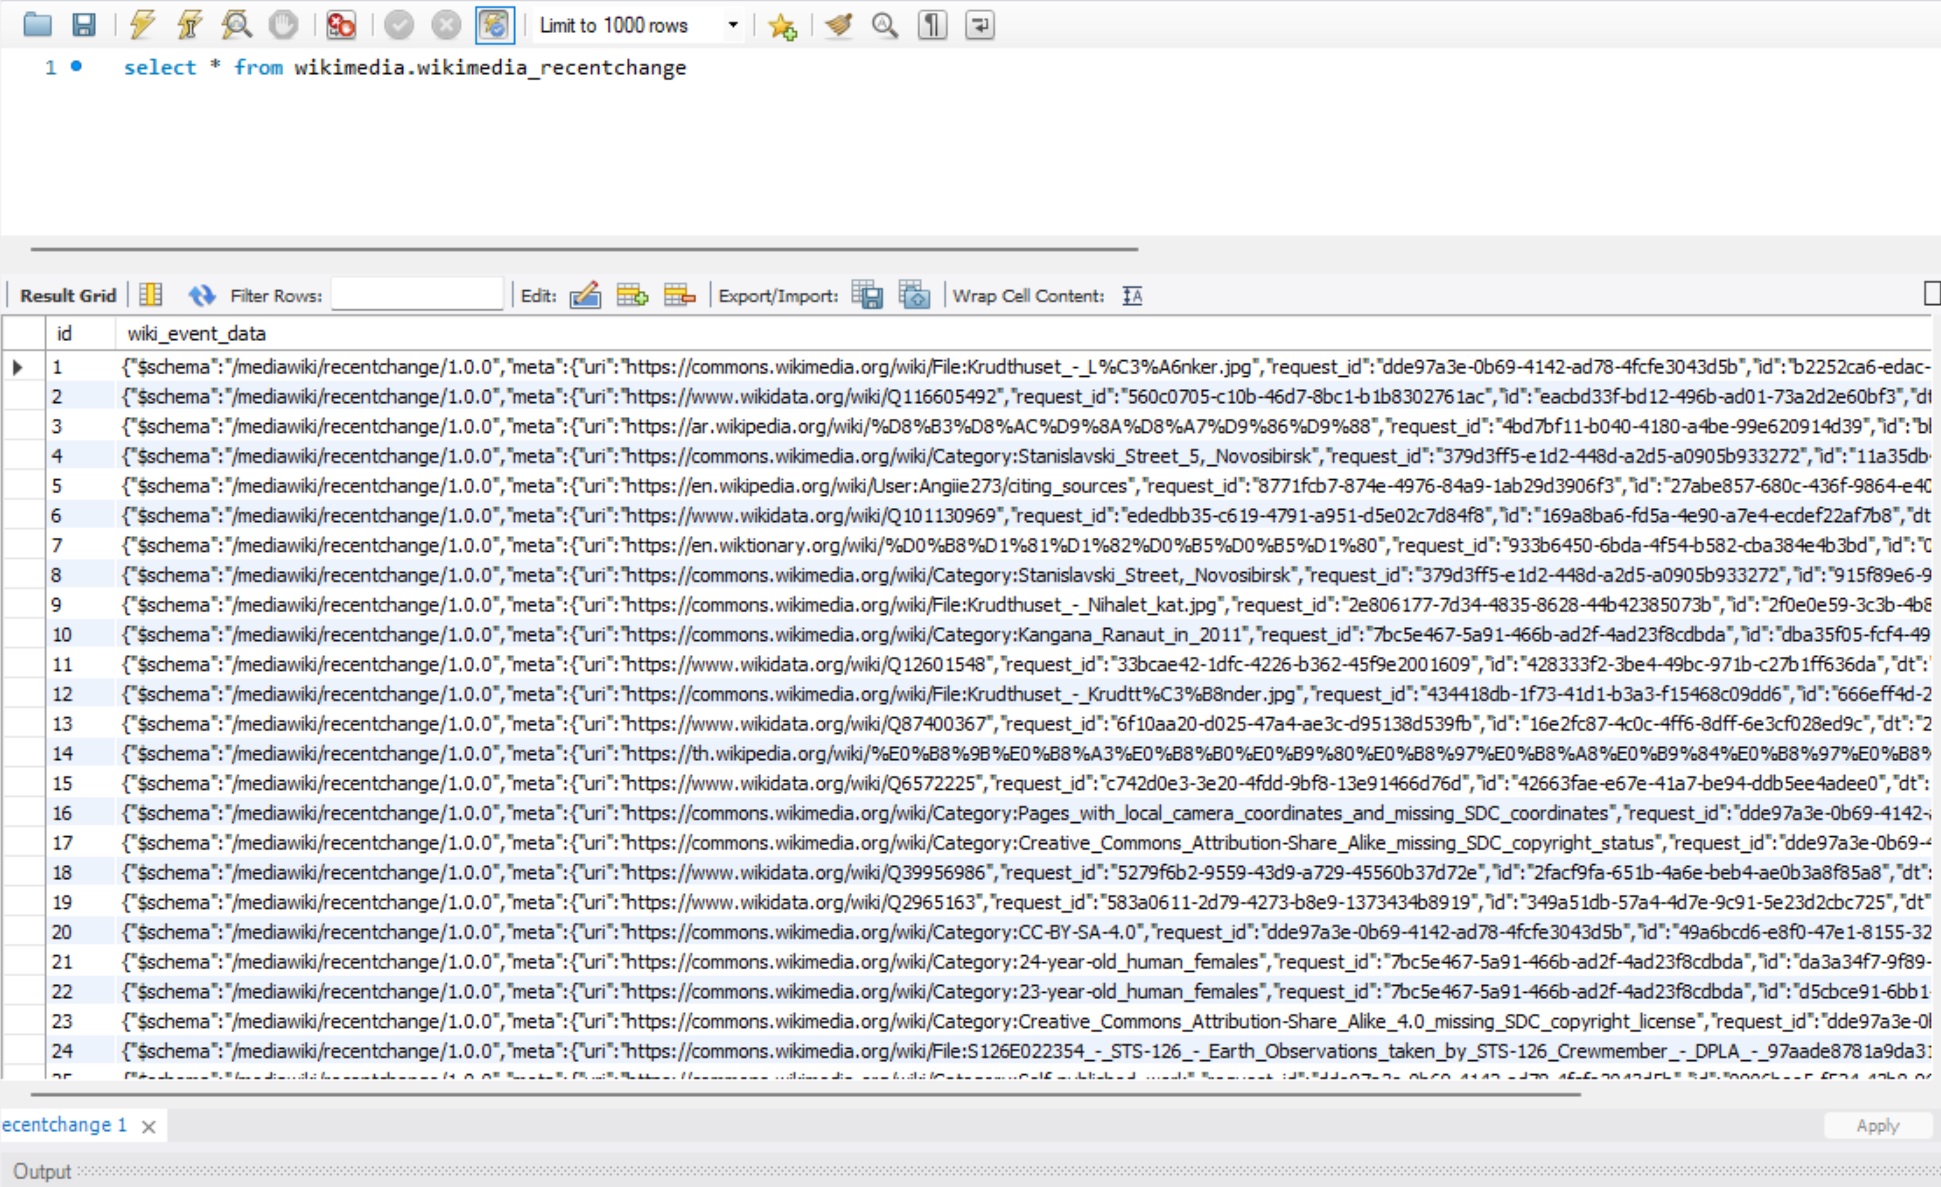 Limit to 1000 rows
1 select * from wikimedia.wikimedia_recentchange
Result Grid Filter Rows: Edit: Export/Import: Wrap Cell Content:
id wiki_event_data
1 {"$schema":"/mediawiki/recentchange/1.0.0","meta":{"uri":"https://commons.wikimedia.org/wiki/File:Krudthuset_-_L%C3%A6nker.jpg","request_id":"dde97a3e-0b69-4142-ad78-4fcfe3043d5b","id":"b2252ca6-edac-
2 {"$schema":"/mediawiki/recentchange/1.0.0","meta":{"uri":"https://www.wikidata.org/wiki/Q116605492","request_id":"560c0705-c10b-46d7-8bc1-b1b8302761ac","id":"eacbd33f-bd12-496b-ad01-73a2d2e60bf3","dt
3 {"$schema":"/mediawiki/recentchange/1.0.0","meta":{"uri":"https://ar.wikipedia.org/wiki/%D8%B3%D8%AC%D9%8A%D8%A7%D9%86%D9%88","request_id":"4bd7bf11-b040-4180-a4be-99e620914d39","id":"bl
4 {"$schema":"/mediawiki/recentchange/1.0.0","meta":{"uri":"https://commons.wikimedia.org/wiki/Category:Stanislavski_Street_5,_Novosibirsk","request_id":"379d3ff5-e1d2-448d-a2d5-a0905b933272","id":"11a35db-
5 {"$schema":"/mediawiki/recentchange/1.0.0","meta":{"uri":"https://en.wikipedia.org/wiki/User:Angiie273/citing_sources","request_id":"8771fcb7-874e-4976-84a9-1ab29d3906f3","id":"27abe857-680c-436f-9864-e40
6 {"$schema":"/mediawiki/recentchange/1.0.0","meta":{"uri":"https://www.wikidata.org/wiki/Q101130969","request_id":"ededbb35-c619-4791-a951-d5e02c7d84f8","id":"169a8ba6-fd5a-4e90-a7e4-ecdef22af7b8","dt
7 {"$schema":"/mediawiki/recentchange/1.0.0","meta":{"uri":"https://en.wiktionary.org/wiki/%D0%B8%D1%81%D1%82%D0%B5%D0%B5%D1%80","request_id":"933b6450-6bda-4f54-b582-cba384e4b3bd","id":"0
8 {"$schema":"/mediawiki/recentchange/1.0.0","meta":{"uri":"https://commons.wikimedia.org/wiki/Category:Stanislavski_Street,_Novosibirsk","request_id":"379d3ff5-e1d2-448d-a2d5-a0905b933272","id":"915f89e6-9
9 {"$schema":"/mediawiki/recentchange/1.0.0","meta":{"uri":"https://commons.wikimedia.org/wiki/File:Krudthuset_-_Nihalet_kat.jpg","request_id":"2e806177-7d34-4835-8628-44b42385073b","id":"2f0e0e59-3c3b-4b8
10 {"$schema":"/mediawiki/recentchange/1.0.0","meta":{"uri":"https://commons.wikimedia.org/wiki/Category:Kangana_Ranaut_in_2011","request_id":"7bc5e467-5a91-466b-ad2f-4ad23f8cdbda","id":"dba35f05-fcf4-49
11 {"$schema":"/mediawiki/recentchange/1.0.0","meta":{"uri":"https://www.wikidata.org/wiki/Q12601548","request_id":"33bcae42-1dfc-4226-b362-45f9e2001609","id":"428333f2-3be4-49bc-971b-c27b1ff636da","dt":"
12 {"$schema":"/mediawiki/recentchange/1.0.0","meta":{"uri":"https://commons.wikimedia.org/wiki/File:Krudthuset_-_Krudtt%C3%B8nder.jpg","request_id":"434418db-1f73-41d1-b3a3-f15468c09dd6","id":"666eff4d-2
13 {"$schema":"/mediawiki/recentchange/1.0.0","meta":{"uri":"https://www.wikidata.org/wiki/Q87400367","request_id":"6f10aa20-d025-47a4-ae3c-d95138d539fb","id":"16e2fc87-4c0c-4ff6-8dff-6e3cf028ed9c","dt":"2
14 {"$schema":"/mediawiki/recentchange/1.0.0","meta":{"uri":"https://th.wikipedia.org/wiki/%E0%B8%9B%E0%B8%A3%E0%B8%B0%E0%B9%80%E0%B8%97%E0%B8%A8%E0%B9%84%E0%B8%97%E0%B8%
15 {"$schema":"/mediawiki/recentchange/1.0.0","meta":{"uri":"https://www.wikidata.org/wiki/Q6572225","request_id":"c742d0e3-3e20-4fdd-9bf8-13e91466d76d","id":"42663fae-e67e-41a7-be94-ddb5ee4adee0","dt":
16 {"$schema":"/mediawiki/recentchange/1.0.0","meta":{"uri":"https://commons.wikimedia.org/wiki/Category:Pages_with_local_camera_coordinates_and_missing_SDC_coordinates","request_id":"dde97a3e-0b69-4142-
17 {"$schema":"/mediawiki/recentchange/1.0.0","meta":{"uri":"https://commons.wikimedia.org/wiki/Category:Creative_Commons_Attribution-Share_Alike_missing_SDC_copyright_status","request_id":"dde97a3e-0b69-4
18 {"$schema":"/mediawiki/recentchange/1.0.0","meta":{"uri":"https://www.wikidata.org/wiki/Q39956986","request_id":"5279f6b2-9559-43d9-a729-45560b37d72e","id":"2facf9fa-651b-4a6e-beb4-ae0b3a8f85a8","dt":
19 {"$schema":"/mediawiki/recentchange/1.0.0","meta":{"uri":"https://www.wikidata.org/wiki/Q2965163","request_id":"583a0611-2d79-4273-b8e9-1373434b8919","id":"349a51db-57a4-4d7e-9c91-5e23d2cbc725","dt"
20 {"$schema":"/mediawiki/recentchange/1.0.0","meta":{"uri":"https://commons.wikimedia.org/wiki/Category:CC-BY-SA-4.0","request_id":"dde97a3e-0b69-4142-ad78-4fcfe3043d5b","id":"49a6bcd6-e8f0-47e1-8155-32
21 {"$schema":"/mediawiki/recentchange/1.0.0","meta":{"uri":"https://commons.wikimedia.org/wiki/Category:24-year-old_human_females","request_id":"7bc5e467-5a91-466b-ad2f-4ad23f8cdbda","id":"da3a34f7-9f89-
22 {"$schema":"/mediawiki/recentchange/1.0.0","meta":{"uri":"https://commons.wikimedia.org/wiki/Category:23-year-old_human_females","request_id":"7bc5e467-5a91-466b-ad2f-4ad23f8cdbda","id":"d5cbce91-6bb1-
23 {"$schema":"/mediawiki/recentchange/1.0.0","meta":{"uri":"https://commons.wikimedia.org/wiki/Category:Creative_Commons_Attribution-Share_Alike_4.0_missing_SDC_copyright_license","request_id":"dde97a3e-0
24 {"$schema":"/mediawiki/recentchange/1.0.0","meta":{"uri":"https://commons.wikimedia.org/wiki/File:S126E022354_-_STS-126_-_Earth_Observations_taken_by_STS-126_Crewmember_-_DPLA_-_97aade8781a9da31
ecentchange 1
Apply
Output